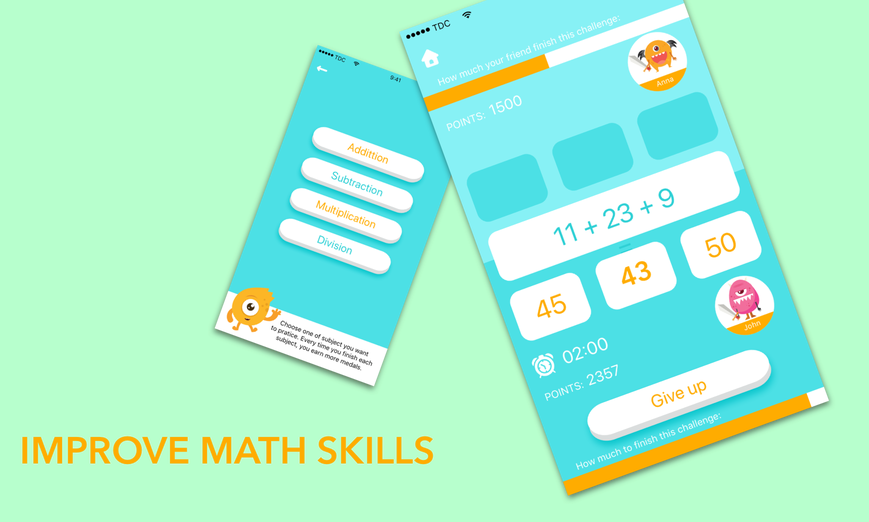 TDC
9:41
Addittion
Subtraction
Multiplication
Division
Choose one of subject you want
to pratice. Every time you finish each
subject, you earn more medals.
TDC
How much your friend finish this challenge:
Anna
POINTS: 1500
11 + 23 + 9
45
43
50
John
02:00
POINTS: 2357
Give up
How much to finish this challenge:
IMPROVE MATH SKILLS